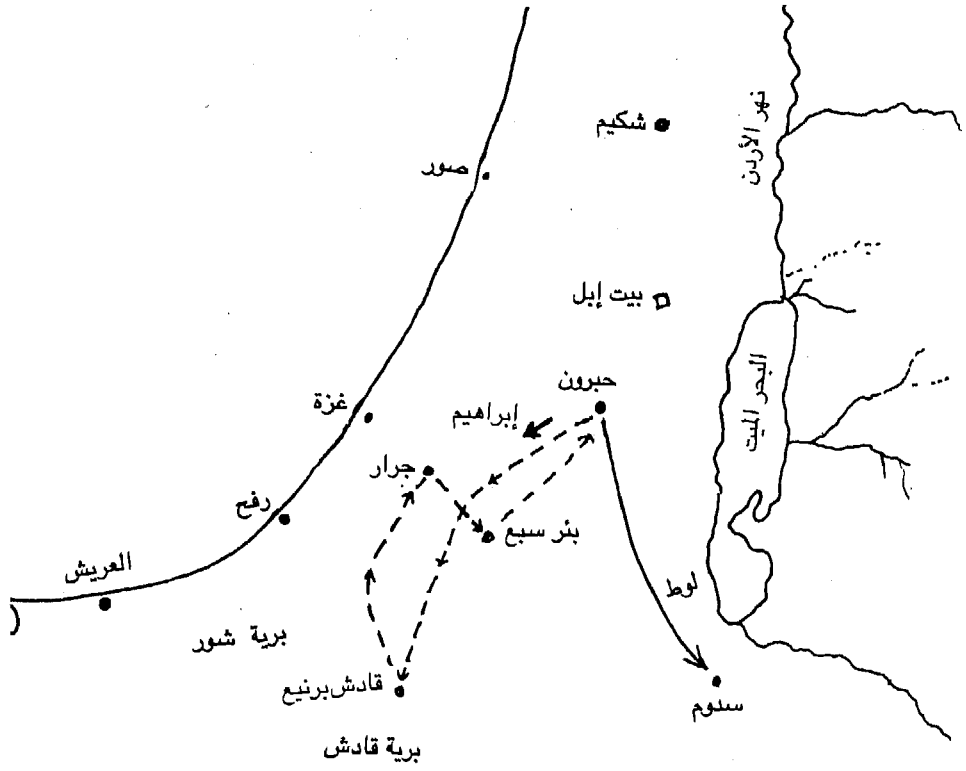 شكيم
نهر الأردن
صور
بيت إبل
البحر الميت
حبرون
إبراهيم
غزة
جرار
رفح
بئر سبع
العريش
لوط
برية شور
قادش برنيع
سدوم
برية قادش